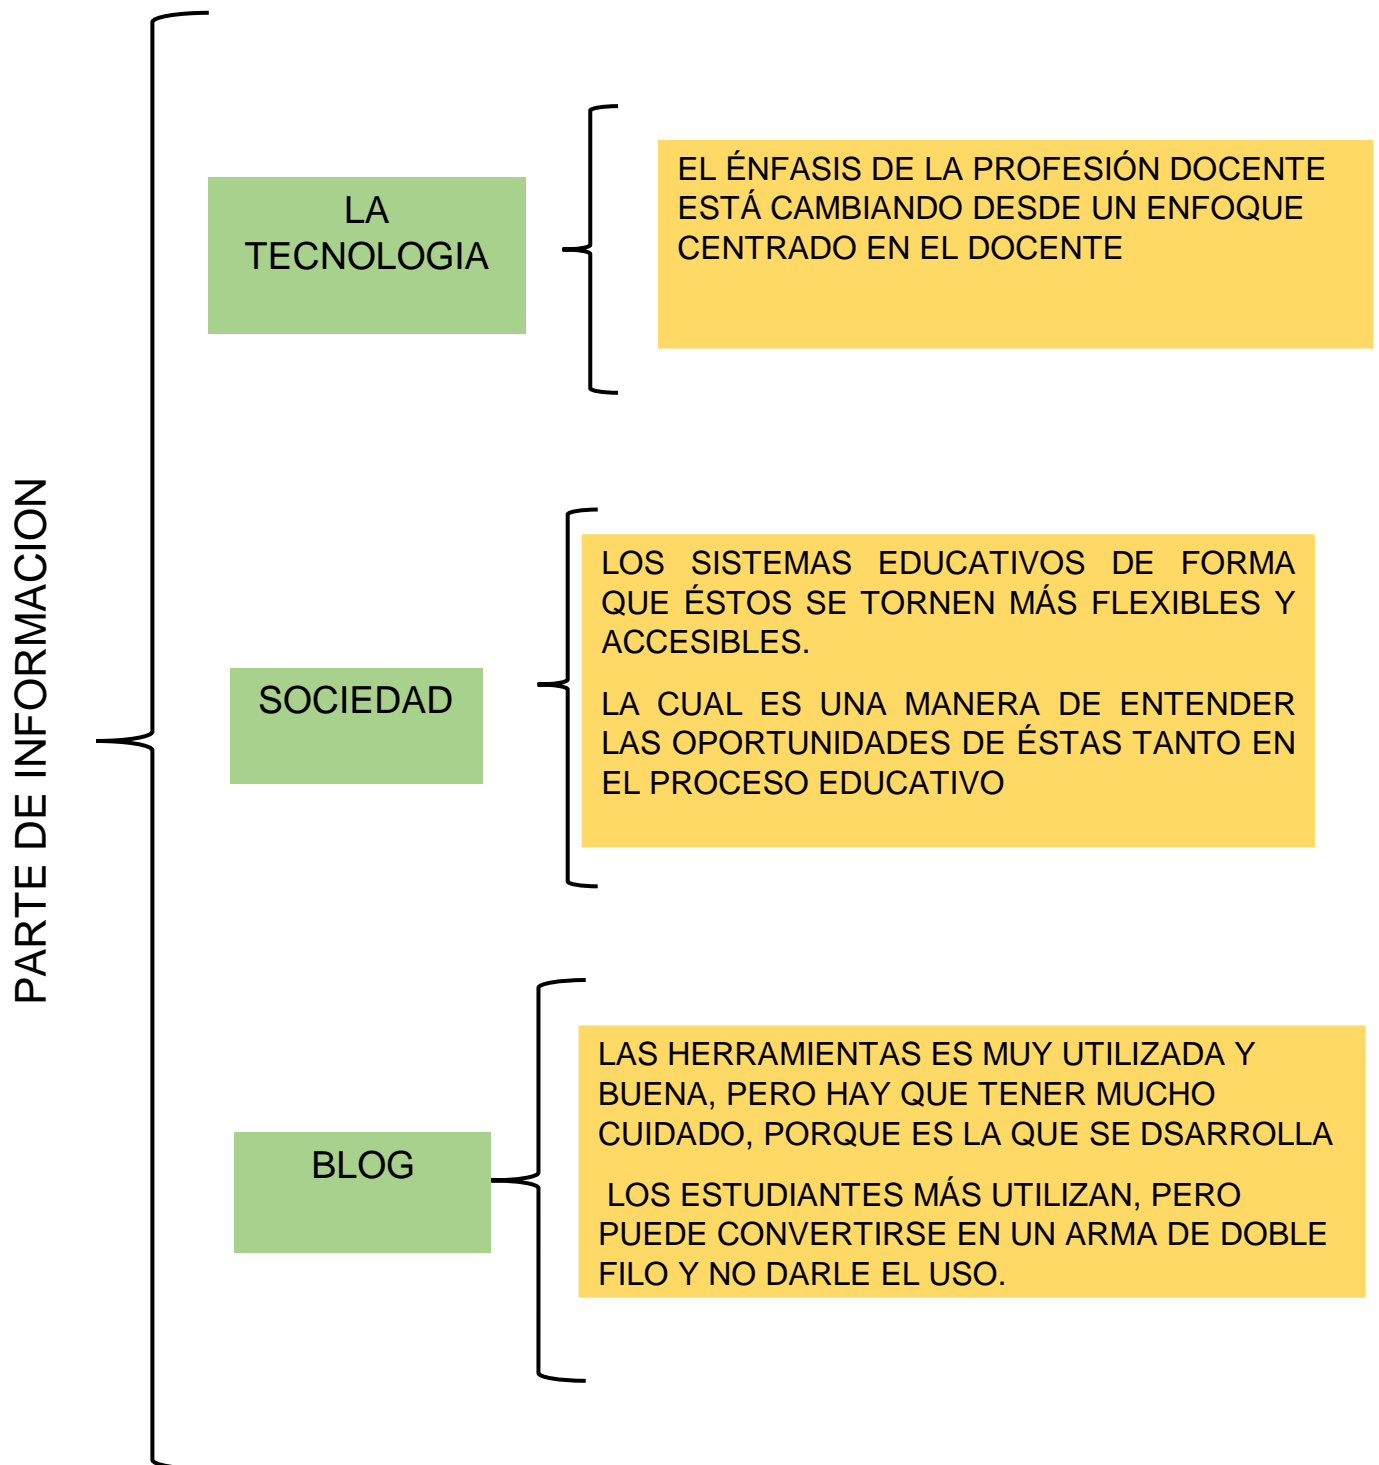 PARTE DE INFORMACION
LA
TECNOLOGIA
EL ÉNFASIS DE LA PROFESIÓN DOCENTE
ESTÁ CAMBIANDO DESDE UN ENFOQUE
CENTRADO EN EL DOCENTE
SOCIEDAD
LOS SISTEMAS EDUCATIVOS DE FORMA
QUE ÉSTOS SE TORNEN MÁS FLEXIBLES Y
ACCESIBLES.
LA CUAL ES UNA MANERA DE ENTENDER
LAS OPORTUNIDADES DE ÉSTAS TANTO EN
EL PROCESO EDUCATIVO
BLOG
LAS HERRAMIENTAS ES MUY UTILIZADA Y
BUENA, PERO HAY QUE TENER MUCHO
CUIDADO, PORQUE ES LA QUE SE DSARROLLA
LOS ESTUDIANTES MÁS UTILIZAN, PERO
PUEDE CONVERTIRSE EN UN ARMA DE DOBLE
FILO Y NO DARLE EL USO.